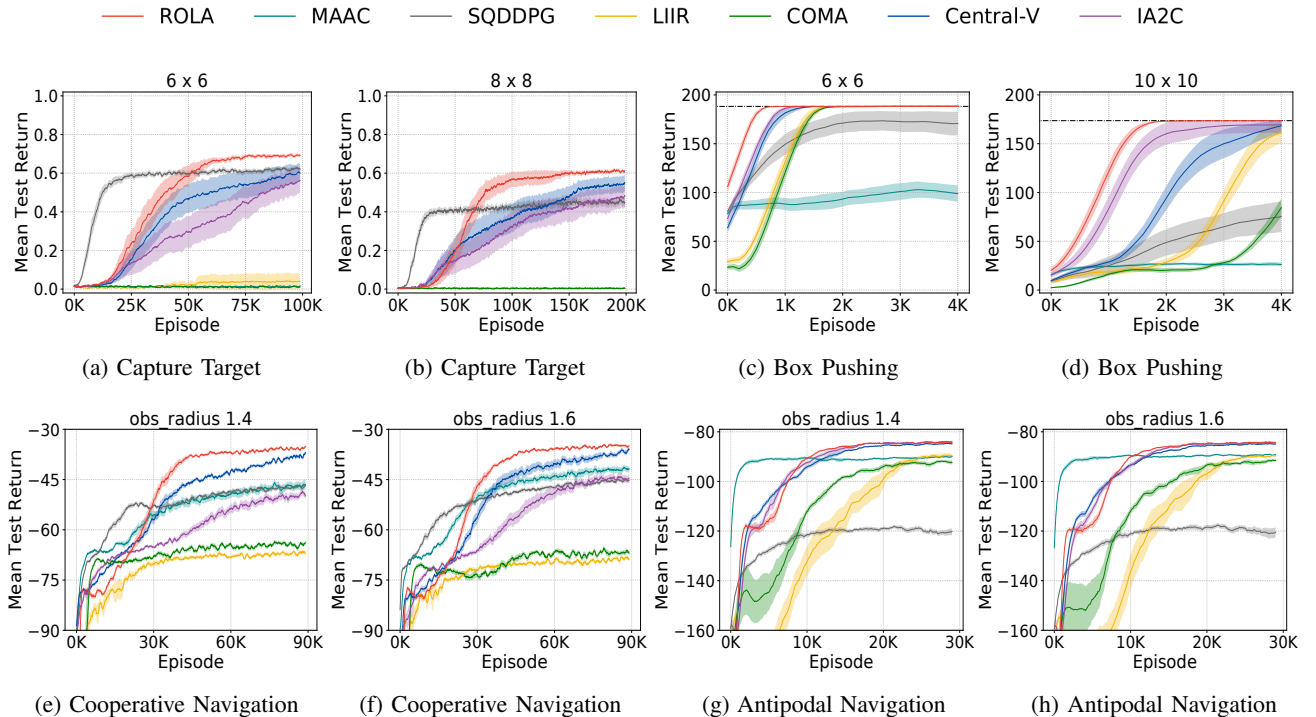 ROLA MAAC SQDDPG LIIR COMA Central-V IA2C
6 x 6
Mean Test Return
1.0
0.8
0.6
0.4
0.2
0.0
0K 25K 50K 75K 100K
Episode
(a) Capture Target
8 x 8
Mean Test Return
1.0
0.8
0.6
0.4
0.2
0.0
0K 50K 100K 150K 200K
Episode
(b) Capture Target
6 x 6
Mean Test Return
200
150
100
50
0
0K 1K 2K 3K 4K
Episode
(c) Box Pushing
10 x 10
Mean Test Return
200
150
100
50
0
0K 1K 2K 3K 4K
Episode
(d) Box Pushing
obs_radius 1.4
Mean Test Return
−30
−45
−60
−75
−90
0K 30K 60K 90K
Episode
(e) Cooperative Navigation
obs_radius 1.6
Mean Test Return
−30
−45
−60
−75
−90
0K 30K 60K 90K
Episode
(f) Cooperative Navigation
obs_radius 1.4
Mean Test Return
−80
−100
−120
−140
−160
0K 10K 20K 30K
Episode
(g) Antipodal Navigation
obs_radius 1.6
Mean Test Return
−80
−100
−120
−140
−160
0K 10K 20K 30K
Episode
(h) Antipodal Navigation